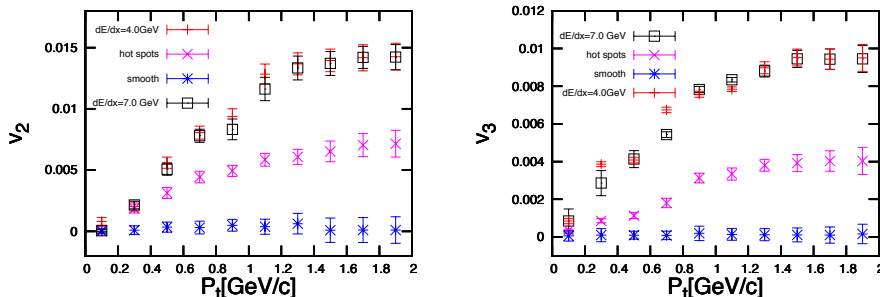 dE/dx=4.0GeV
hot spots
smooth
dE/dx=7.0 GeV
0.015
0.01
0.005
0
v2
0 0.2 0.4 0.6 0.8 1 1.2 1.4 1.6 1.8 2
Pt[GeV/c]
dE/dx=7.0 GeV
hot spots
smooth
dE/dx=4.0GeV
0.012
0.01
0.008
0.006
0.004
0.002
0
v3
0 0.2 0.4 0.6 0.8 1 1.2 1.4 1.6 1.8 2
Pt[GeV/c]